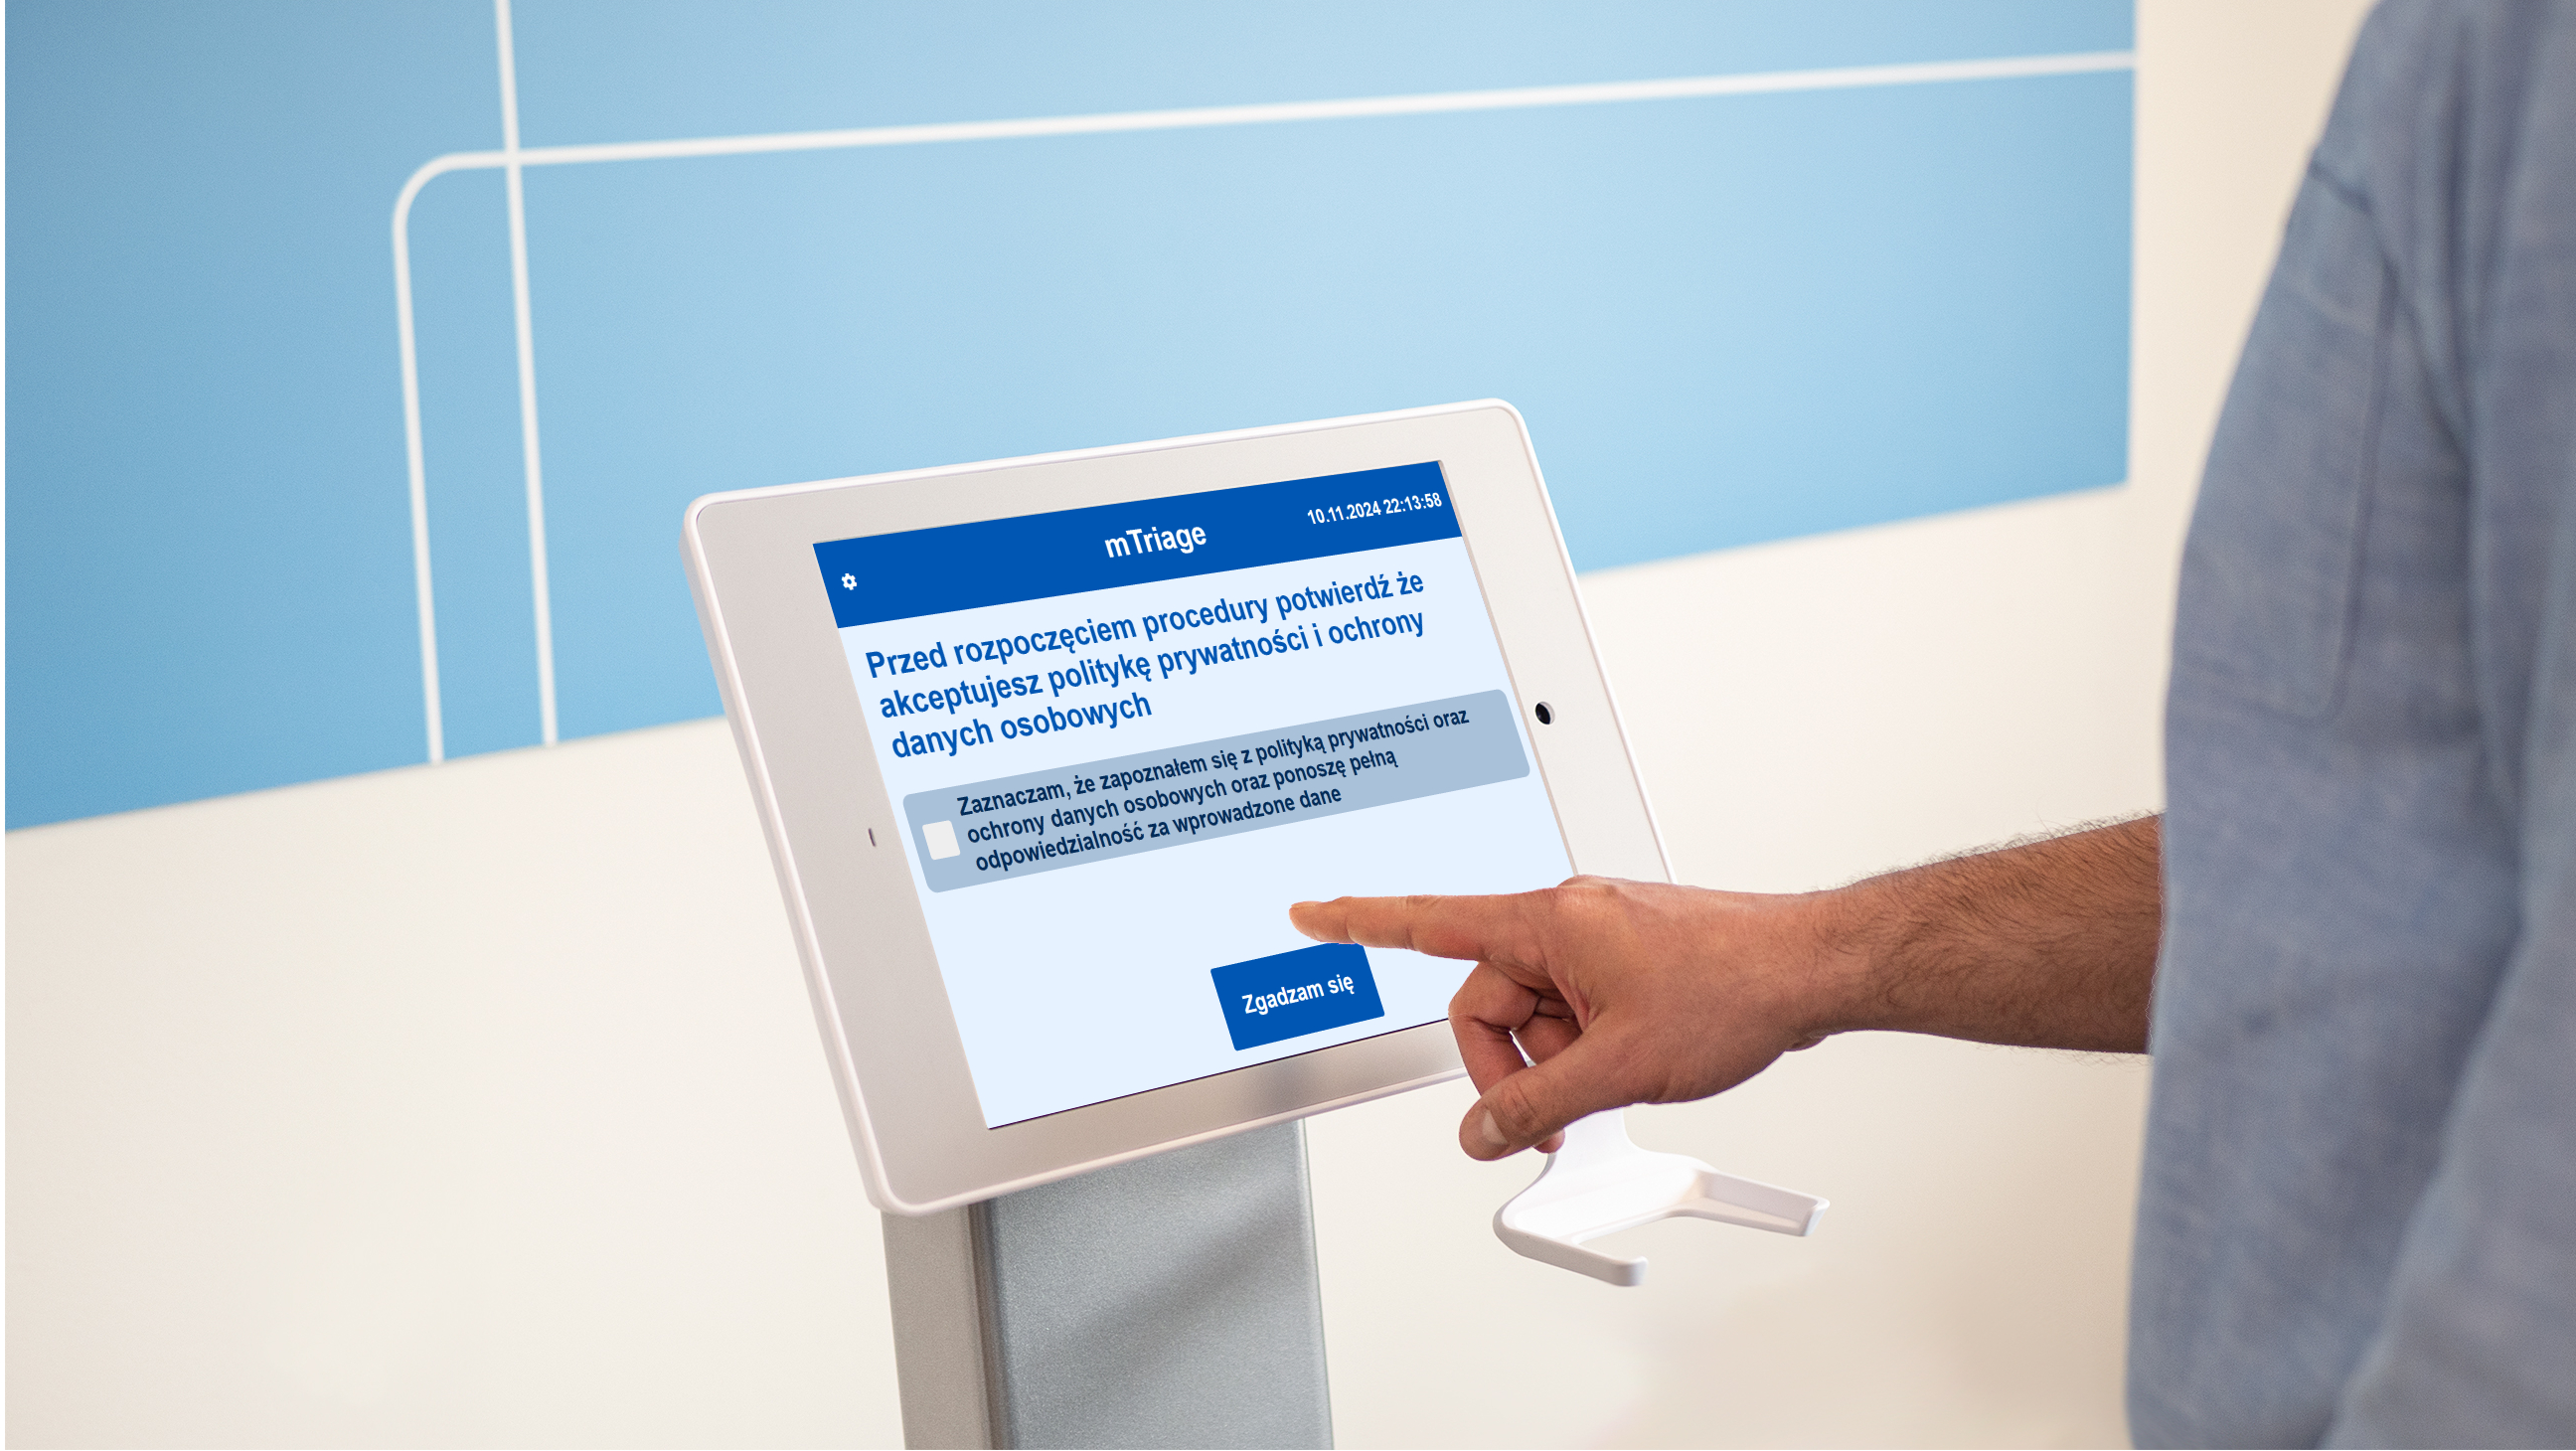 mTriage
10.11.2024 22:13:58
Przed rozpoczęciem procedury potwierdź że
akceptujesz politykę prywatności i ochrony
danych osobowych
Zaznaczam, że zapoznałem się z polityką prywatności oraz
ochrony danych osobowych oraz ponoszę pełną
odpowiedzialność za wprowadzone dane
Zgadzam się